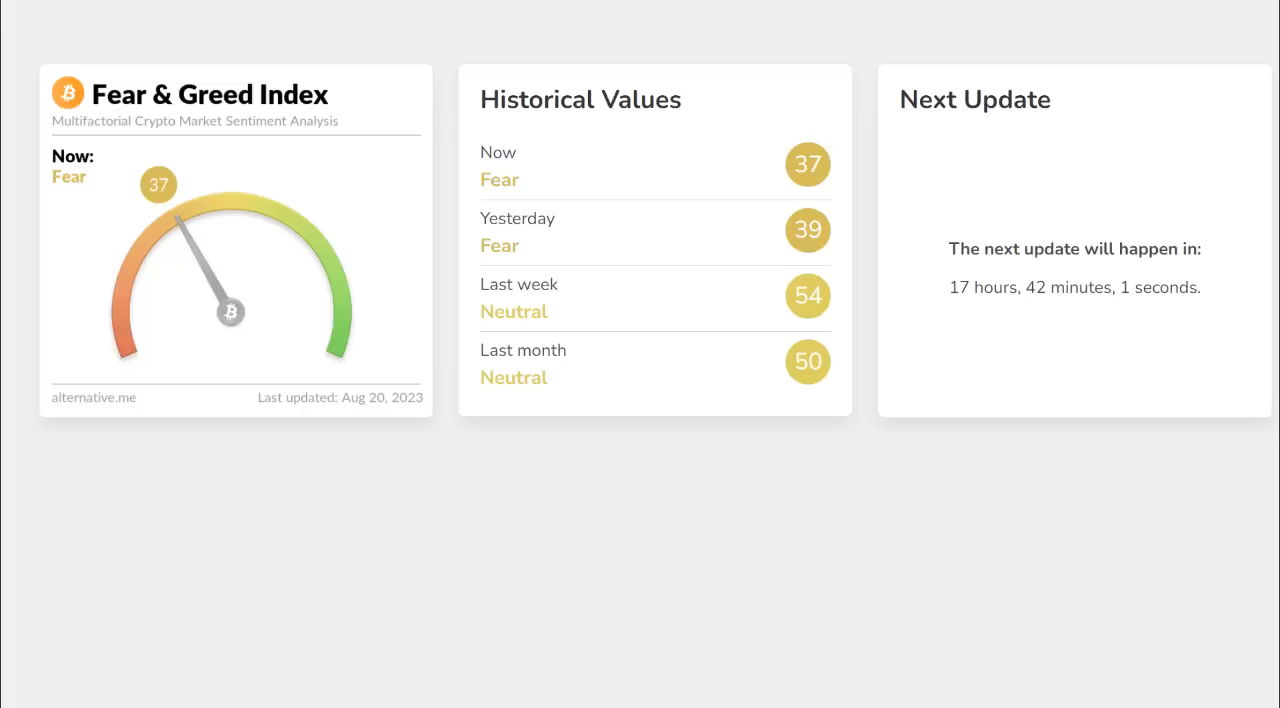 Fear & Greed Index
Multifactorial Crypto Market Sentiment Analysis
Now:
Fear
37
alternative.me
Last updated: Aug 20, 2023
Historical Values
Now
Fear
37
Yesterday
Fear
39
Last week
Neutral
54
Last month
Neutral
50
Next Update
The next update will happen in:
17 hours, 42 minutes, 1 seconds.